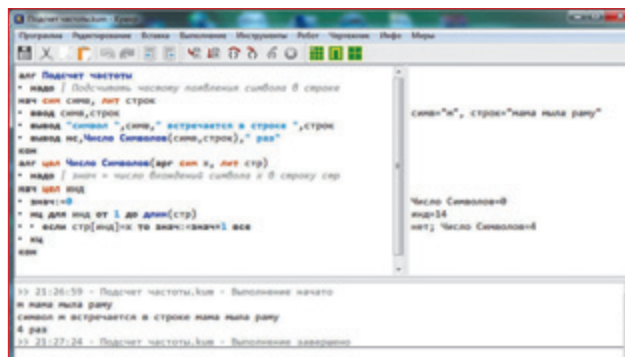 Подсчет частоты.kum - Кумир
Программа Редактирование Вставка Выполнение Инструменты Робот Чертежник Инфо Миры
алг Подсчет частоты
• надо | Подсчитать частоту появления символа в строке
нач сим симв, лит строк
• ввод симв,строк
симв="м", строк="мама мыла раму"
• вывод "символ ",симв," встречается в строке ",строк
• вывод нс,Число Символов(симв,строк)," раз"
кон
алг цел Число Символов(арг сим х, лит стр)
• надо | знач = число вхождений символа х в строку стр
нач цел инд
• знач:=0
Число Символов=0
• нц для инд от 1 до длин(стр)
инд=14
• • если стр[инд]=х то знач:=знач+1 все
нет; Число Символов=4
• кц
кон
>> 21:26:59 - Подсчет частоты.kum - Выполнение начато
м мама мыла раму
символ м встречается в строке мама мыла раму
4 раз
>> 21:27:24 - Подсчет частоты.kum - Выполнение завершено